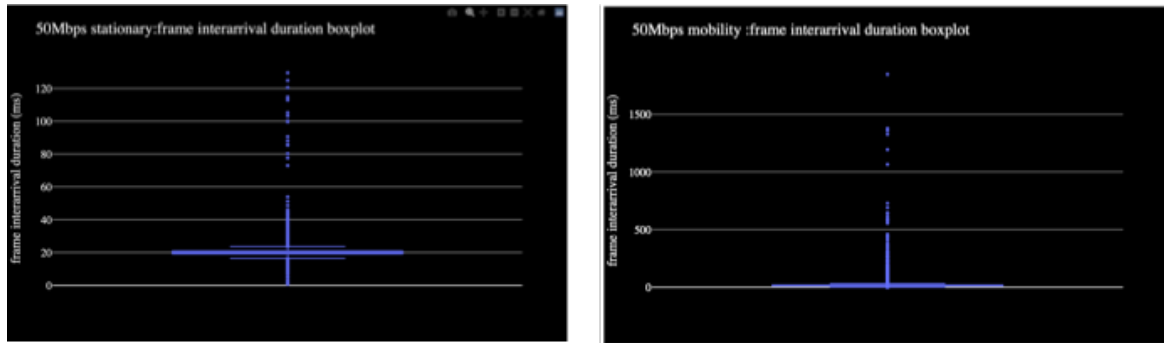 50Mbps stationary:frame interarrival duration boxplot
frame interarrival duration (ms)
120
100
80
60
40
20
0
50Mbps mobility :frame interarrival duration boxplot
frame interarrival duration (ms)
1500
1000
500
0